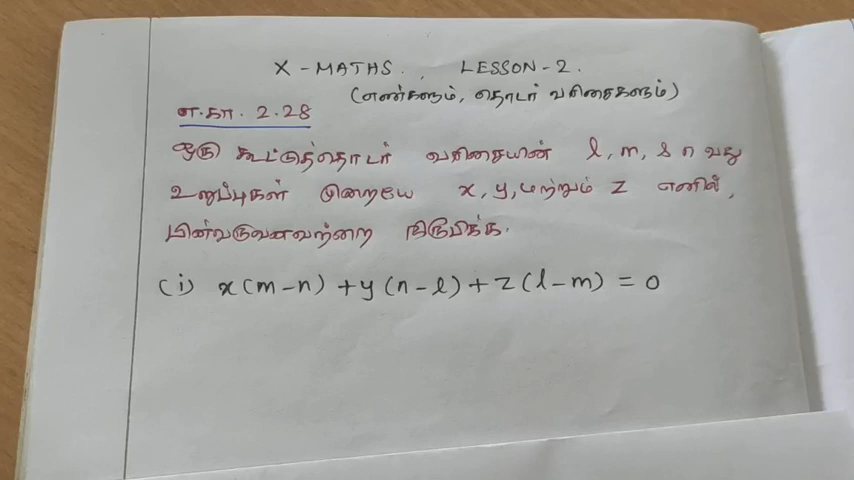 X - MATHS. , LESSON - 2.
(எண்களும், தொடர் வரிசைகளும்)
எ.கா. 2.28
ஒரு கூட்டுத்தொடர் வரிசையின் l, m, & n வது
உறுப்புகள் முறையே x, y, மற்றும் z எனில்,
பின்வருவனவற்றை நிரூபிக்க.
(i) x(m-n) + y(n-l) + z(l-m) = 0